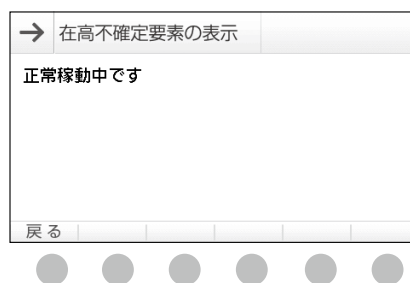 → 在高不確定要素の表示
正常稼動中です
戻る